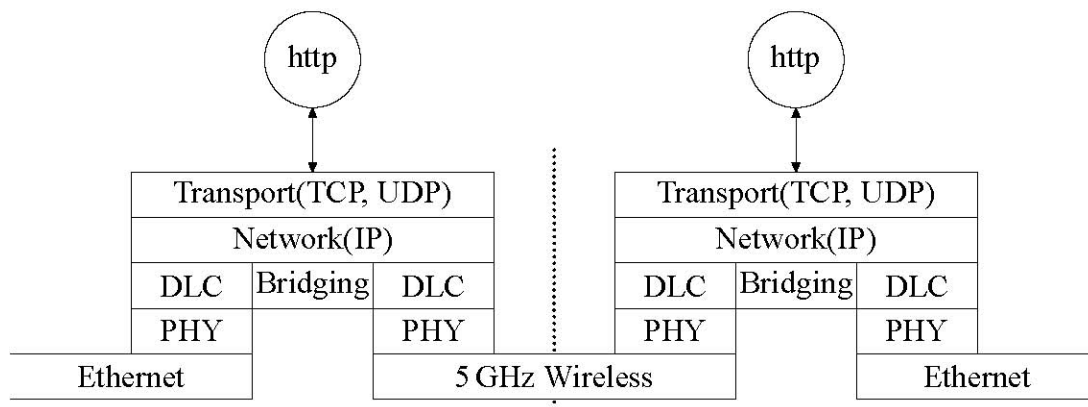 http http
Transport(TCP, UDP) Transport(TCP, UDP)
Network(IP) Network(IP)
DLC Bridging DLC DLC Bridging DLC
PHY PHY PHY PHY
Ethernet 5 GHz Wireless Ethernet